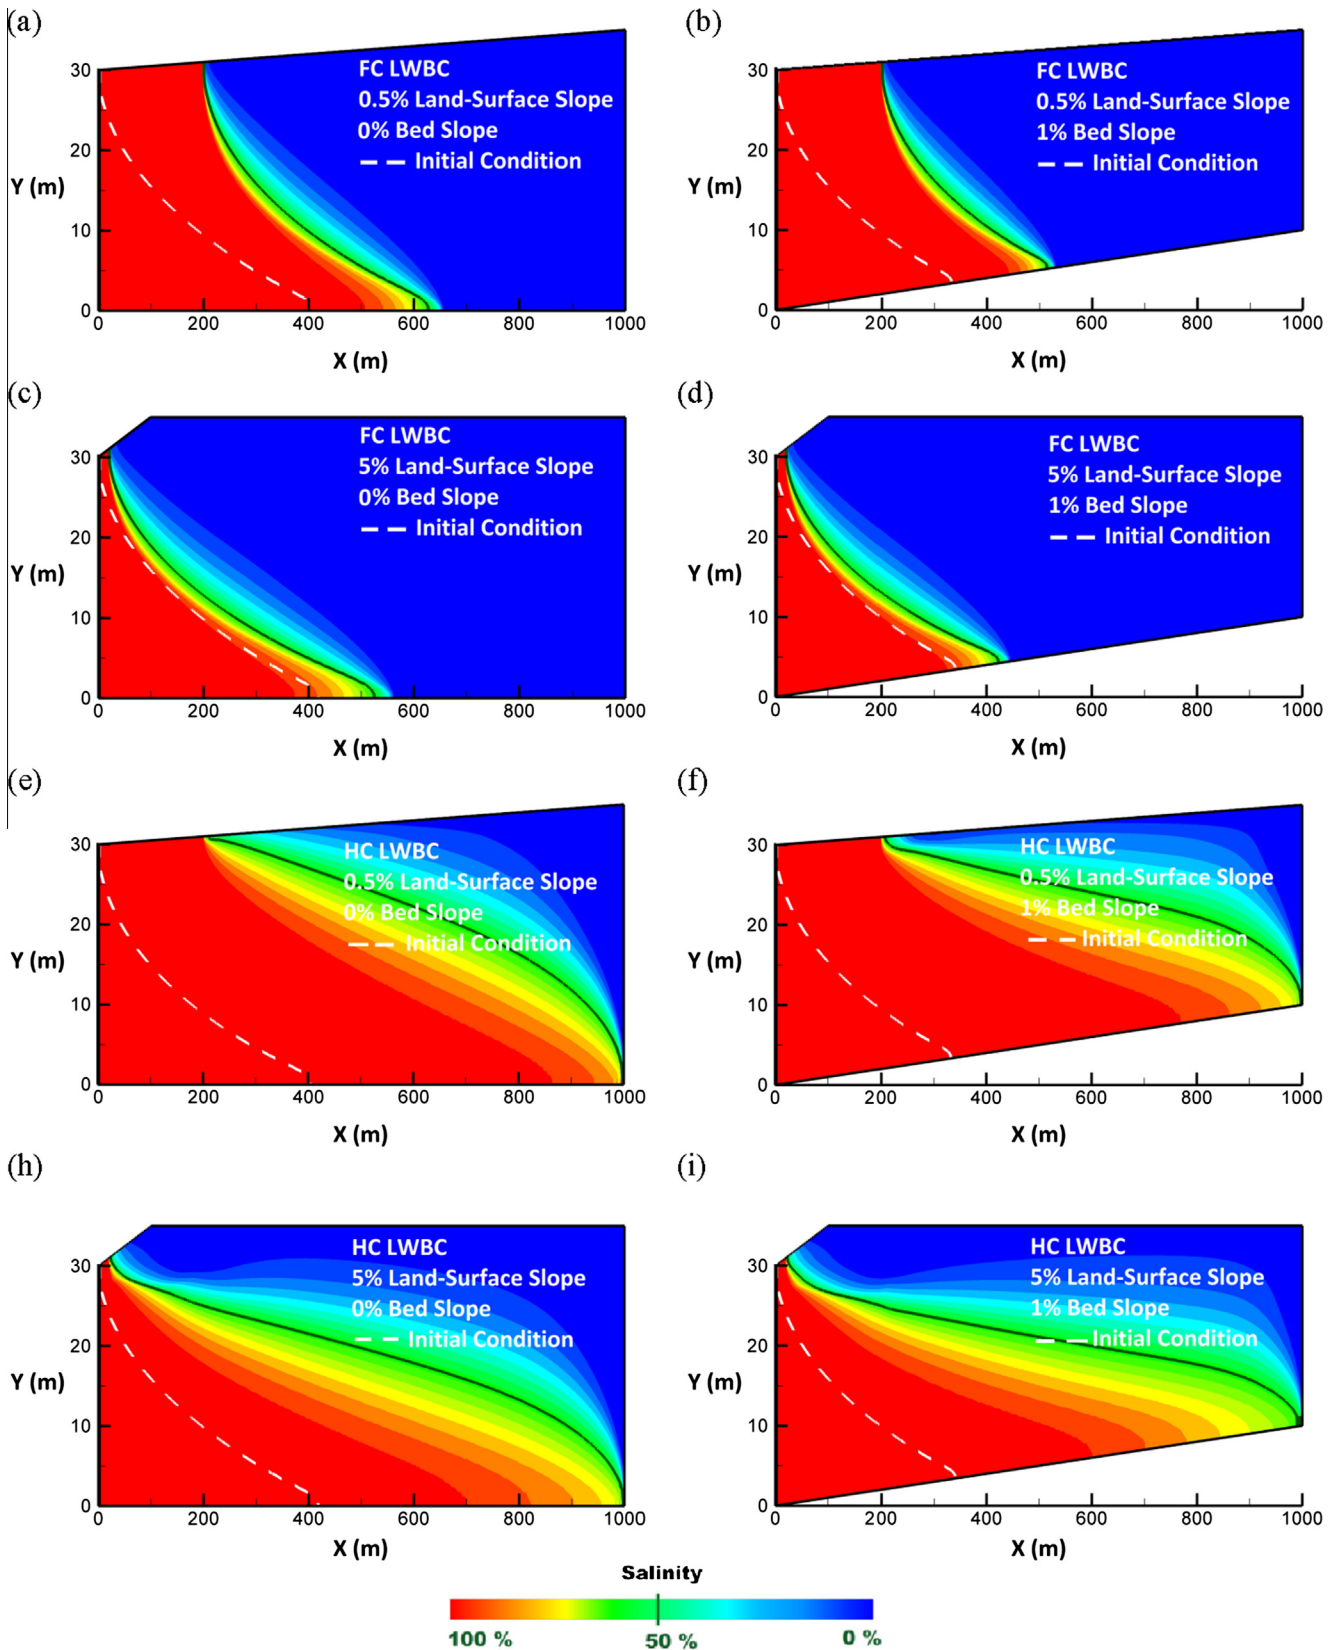 (a)
FC LWBC
0.5% Land-Surface Slope
0% Bed Slope
Initial Condition
30
20
Y (m)
10
0
0 200 400 600 800 1000
X (m)
(b)
FC LWBC
0.5% Land-Surface Slope
1% Bed Slope
Initial Condition
30
20
Y (m)
10
0
0 200 400 600 800 1000
X (m)
(c)
FC LWBC
5% Land-Surface Slope
0% Bed Slope
Initial Condition
30
20
Y (m)
10
0
0 200 400 600 800 1000
X (m)
(d)
FC LWBC
5% Land-Surface Slope
1% Bed Slope
Initial Condition
30
20
Y (m)
10
0
0 200 400 600 800 1000
X (m)
(e)
HC LWBC
0.5% Land-Surface Slope
0% Bed Slope
Initial Condition
30
20
Y (m)
10
0
0 200 400 600 800 1000
X (m)
(f)
HC LWBC
0.5% Land-Surface Slope
1% Bed Slope
Initial Condition
30
20
Y (m)
10
0
0 200 400 600 800 1000
X (m)
(h)
HC LWBC
5% Land-Surface Slope
0% Bed Slope
Initial Condition
30
20
Y (m)
10
0
0 200 400 600 800 1000
X (m)
(i)
HC LWBC
5% Land-Surface Slope
1% Bed Slope
Initial Condition
30
20
Y (m)
10
0
0 200 400 600 800 1000
X (m)
Salinity
100 % 50 % 0 %